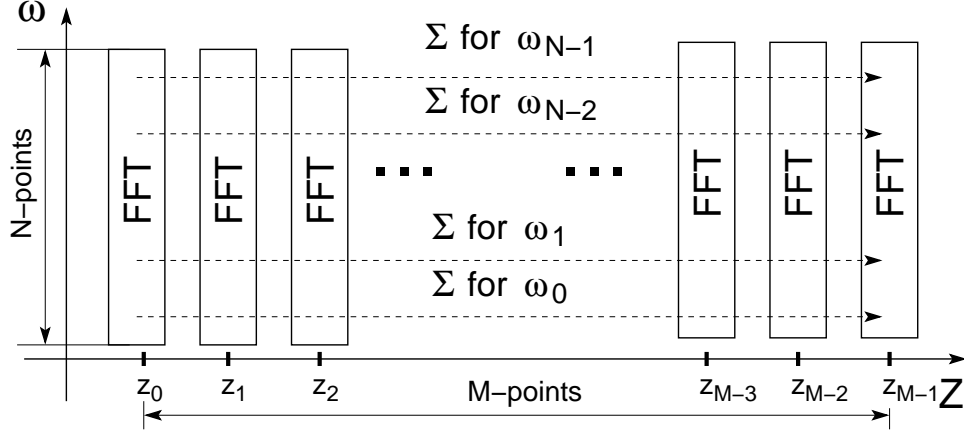 ω
Σ for ω_{N−1}
Σ for ω_{N−2}
N−points
FFT
FFT
FFT
FFT
FFT
FFT
Σ for ω_1
Σ for ω_0
z_0
z_1
z_2
M−points
z_{M−3}
z_{M−2}
z_{M−1}
Z